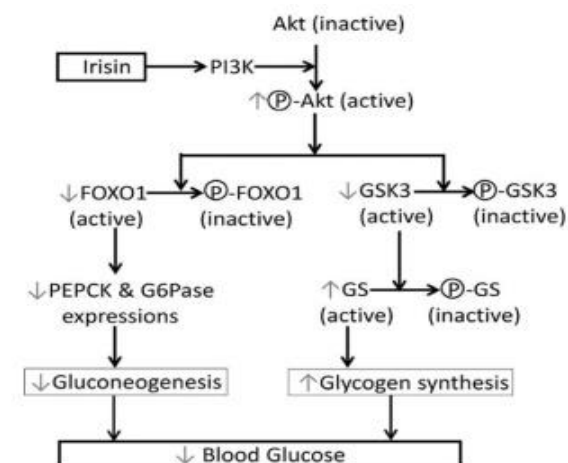 Akt (inactive)
Irisin
PI3K
↑Ⓟ-Akt (active)
↓FOXO1
(active)
Ⓟ-FOXO1
(inactive)
↓GSK3
(active)
Ⓟ-GSK3
(inactive)
↓PEPCK & G6Pase
expressions
↑GS
(active)
Ⓟ-GS
(inactive)
↓Gluconeogenesis
↑Glycogen synthesis
↓ Blood Glucose